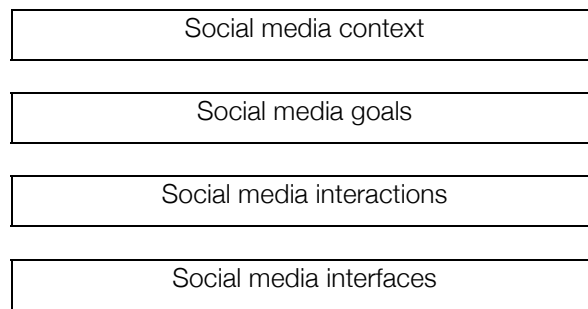 Social media context
Social media goals
Social media interactions
Social media interfaces